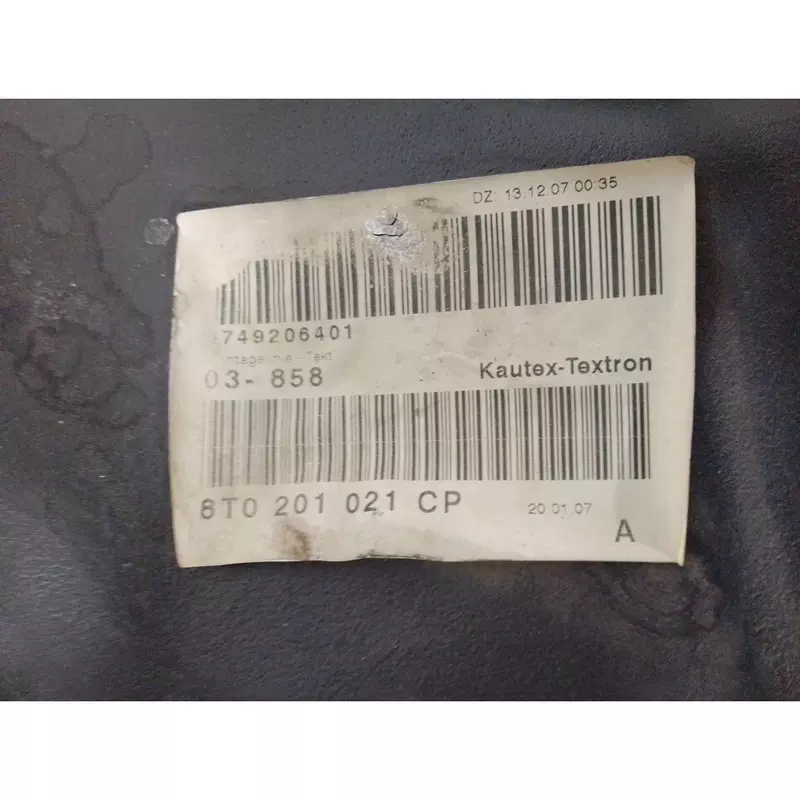 DZ: 13.12.07 00:35
749206401
03- 858
Kautex-Textron
8T0 201 021 CP
20.01.07
A